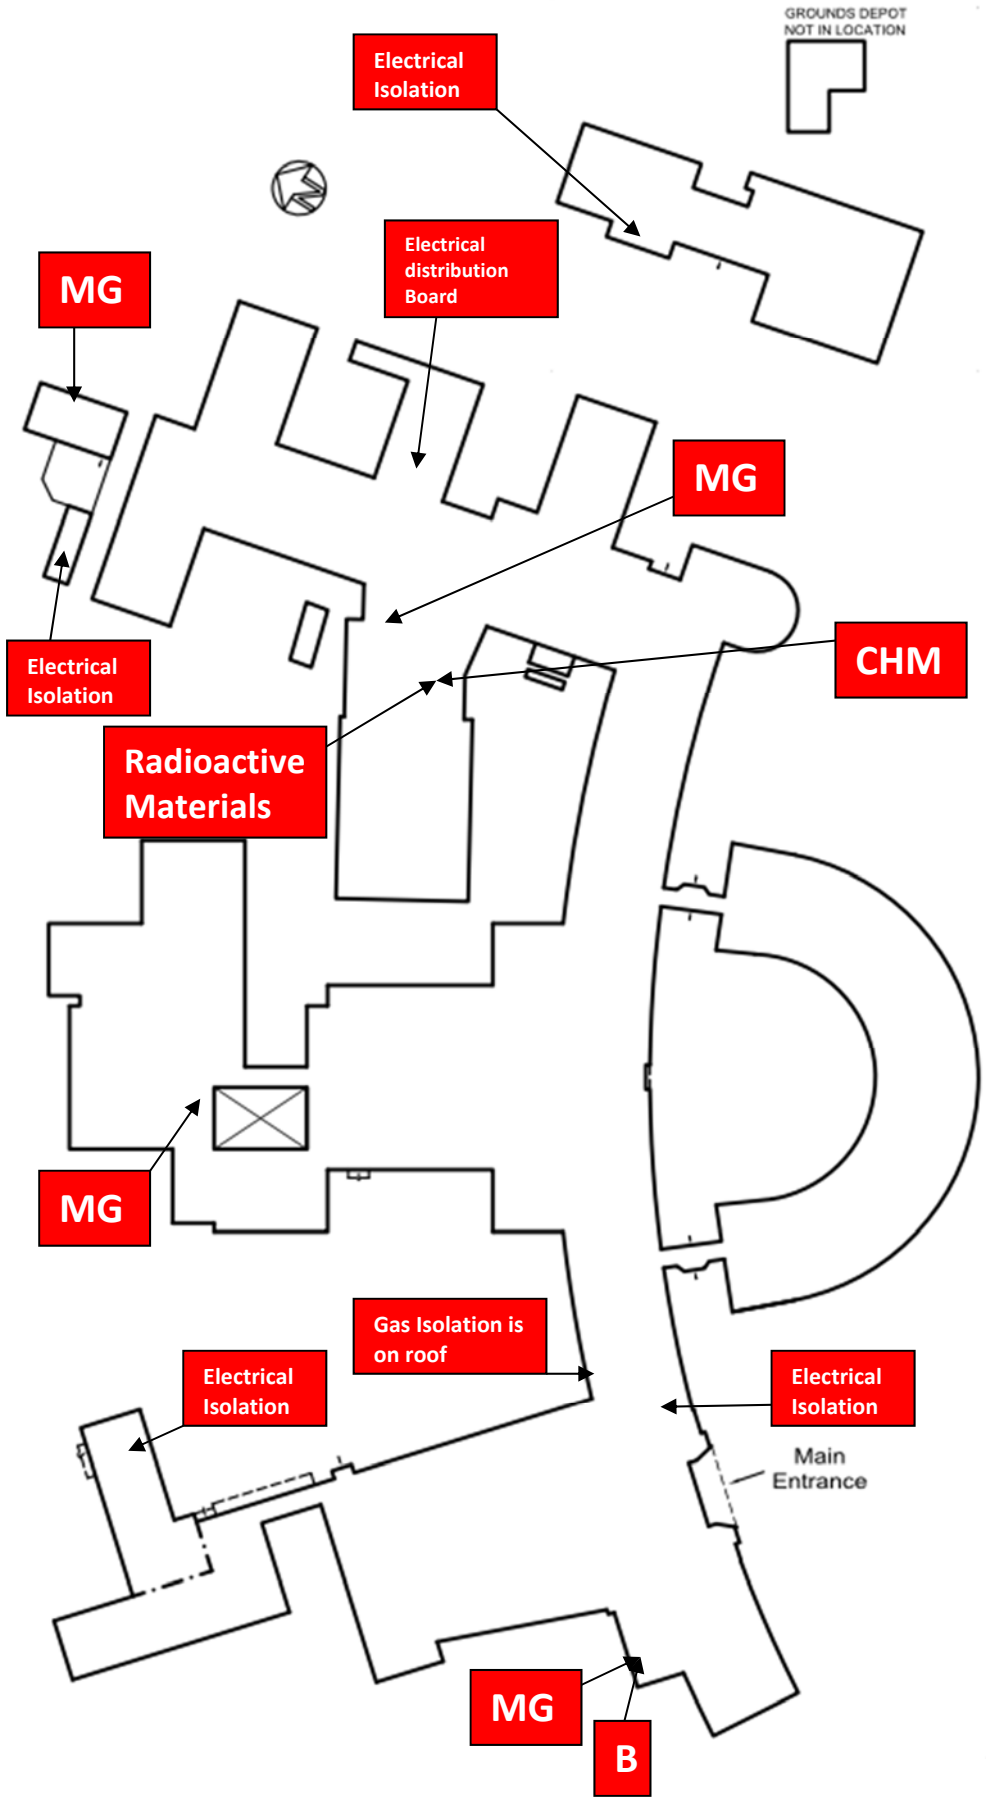 GROUNDS DEPOT
NOT IN LOCATION
Electrical
Isolation
Electrical
distribution
Board
MG
MG
CHM
Electrical
Isolation
Radioactive
Materials
MG
Gas Isolation is
on roof
Electrical
Isolation
Electrical
Isolation
Main
Entrance
MG
B